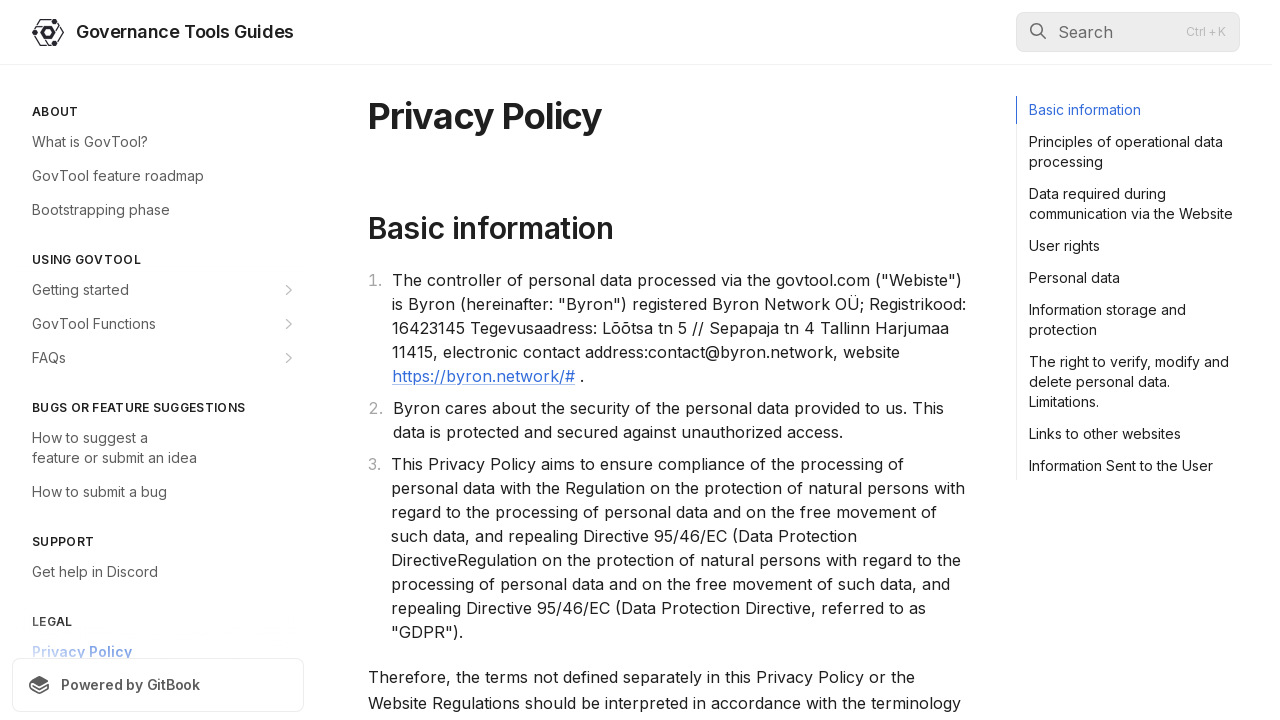 Governance Tools Guides
Search
Ctrl + K
ABOUT
What is GovTool?
GovTool feature roadmap
Bootstrapping phase
USING GOVTOOL
Getting started
GovTool Functions
FAQs
BUGS OR FEATURE SUGGESTIONS
How to suggest a
feature or submit an idea
How to submit a bug
SUPPORT
Get help in Discord
LEGAL
Privacy Policy
Powered by GitBook
Privacy Policy
Basic information
1. The controller of personal data processed via the govtool.com ("Webiste")
is Byron (hereinafter: "Byron") registered Byron Network OÜ; Registrikood:
16423145 Tegevusaadress: Lõõtsa tn 5 // Sepapaja tn 4 Tallinn Harjumaa
11415, electronic contact address:contact@byron.network, website
https://byron.network/# .
2. Byron cares about the security of the personal data provided to us. This
data is protected and secured against unauthorized access.
3. This Privacy Policy aims to ensure compliance of the processing of
personal data with the Regulation on the protection of natural persons with
regard to the processing of personal data and on the free movement of
such data, and repealing Directive 95/46/EC (Data Protection
DirectiveRegulation on the protection of natural persons with regard to the
processing of personal data and on the free movement of such data, and
repealing Directive 95/46/EC (Data Protection Directive, referred to as
"GDPR").
Therefore, the terms not defined separately in this Privacy Policy or the
Website Regulations should be interpreted in accordance with the terminology
Basic information
Principles of operational data
processing
Data required during
communication via the Website
User rights
Personal data
Information storage and
protection
The right to verify, modify and
delete personal data.
Limitations.
Links to other websites
Information Sent to the User